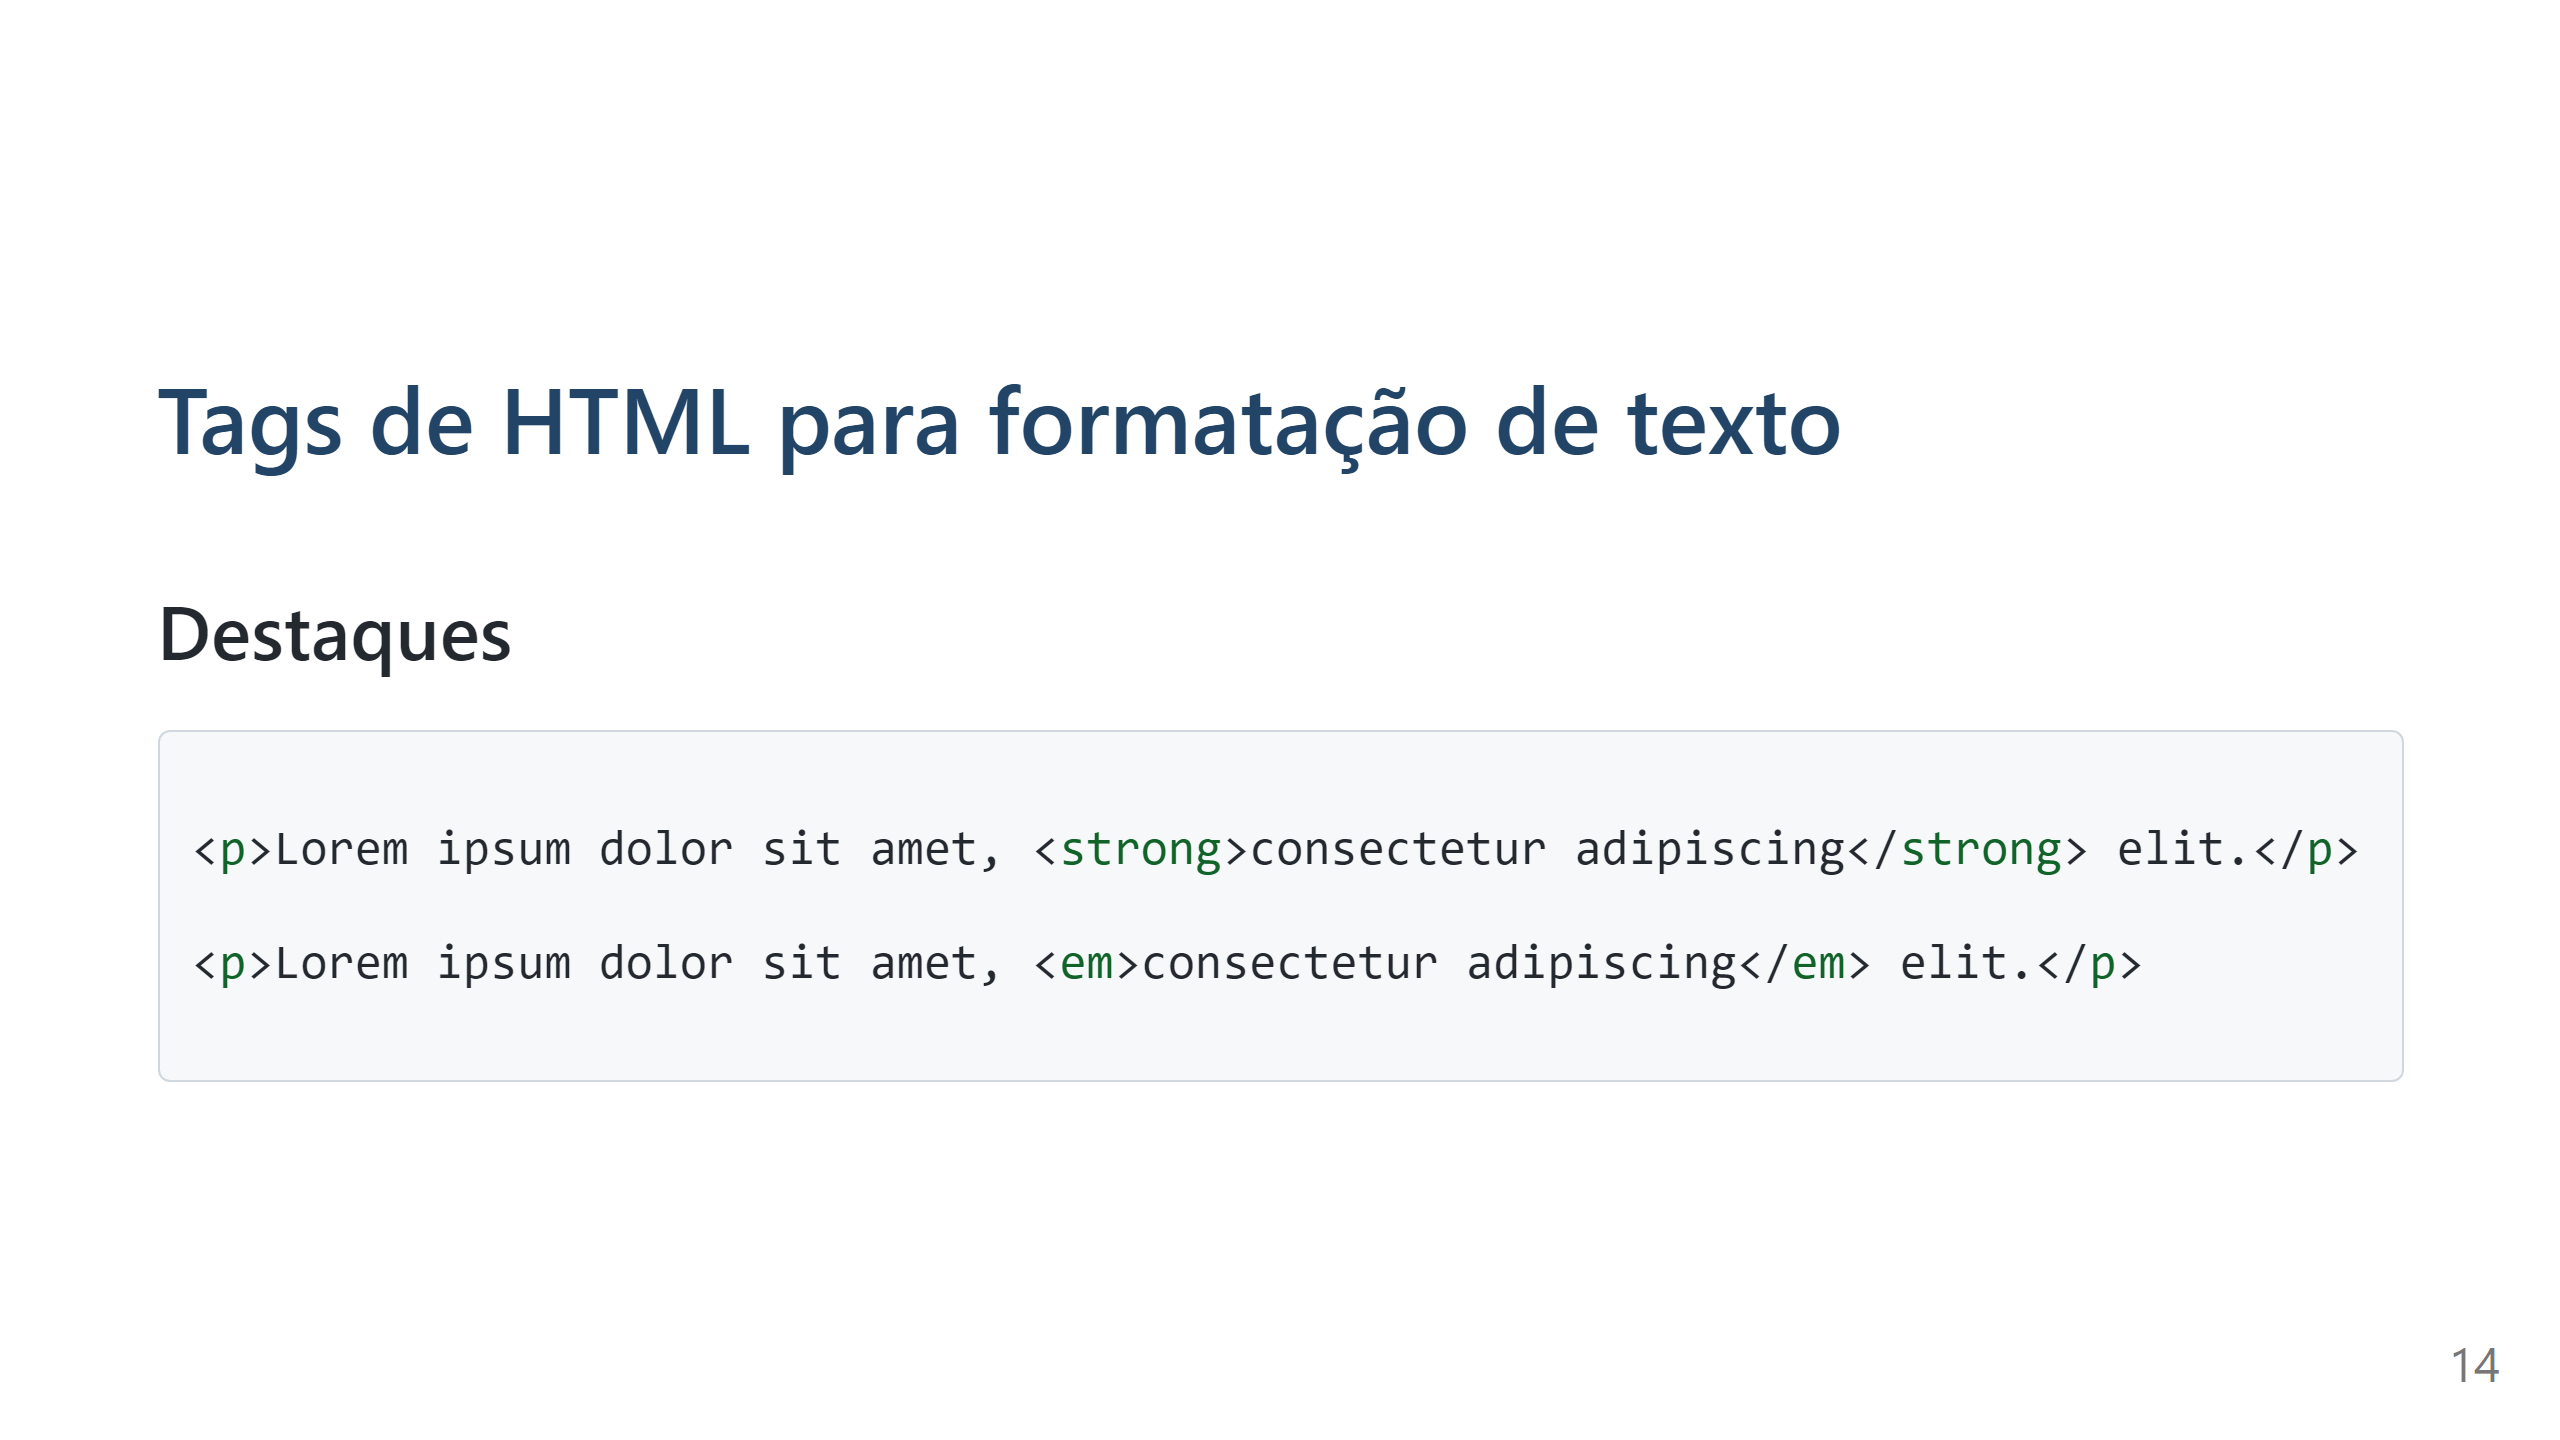 Tags de HTML para formatação de texto
Destaques
<p>Lorem ipsum dolor sit amet, <strong>consectetur adipiscing</strong> elit.</p>
<p>Lorem ipsum dolor sit amet, <em>consectetur adipiscing</em> elit.</p>
14